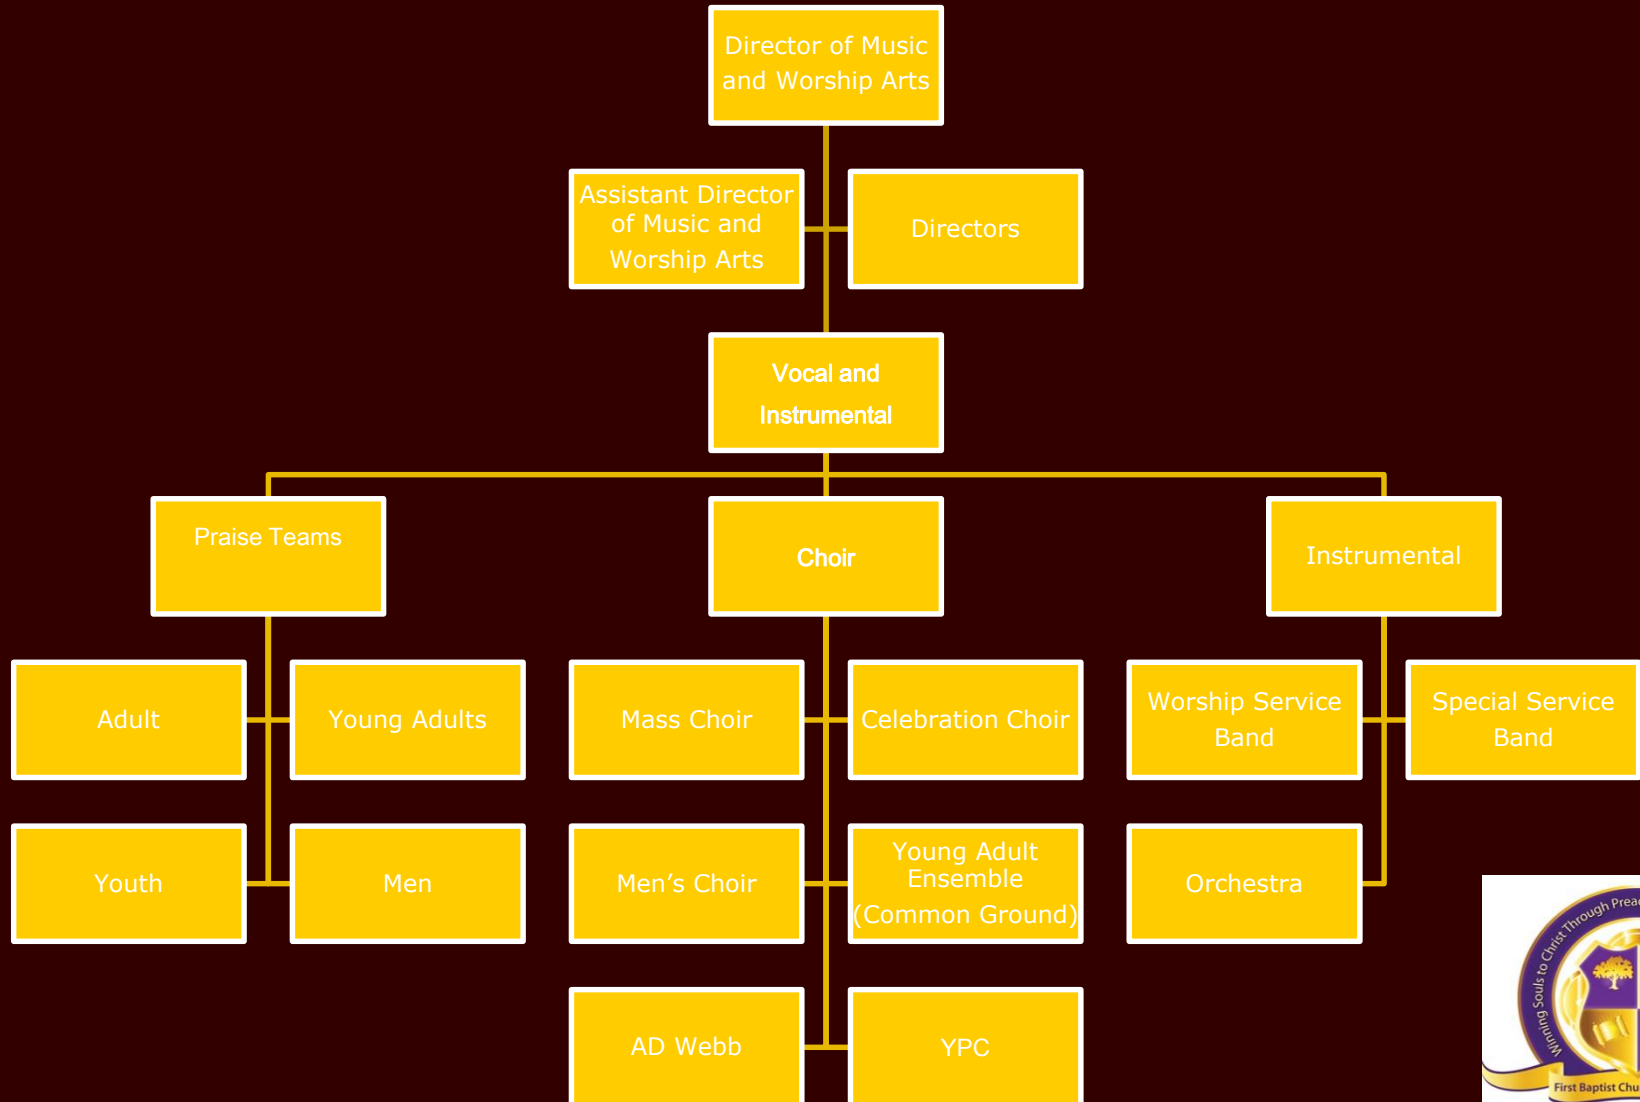 Director of Music
and Worship Arts
Assistant Director
of Music and
Worship Arts
Directors
Vocal and
Instrumental
Praise Teams
Choir
Instrumental
Adult
Young Adults
Mass Choir
Celebration Choir
Worship Service
Band
Special Service
Band
Youth
Men
Men’s Choir
Young Adult
Ensemble
(Common Ground)
Orchestra
AD Webb
YPC
Winning Souls to Christ Through
First Baptist